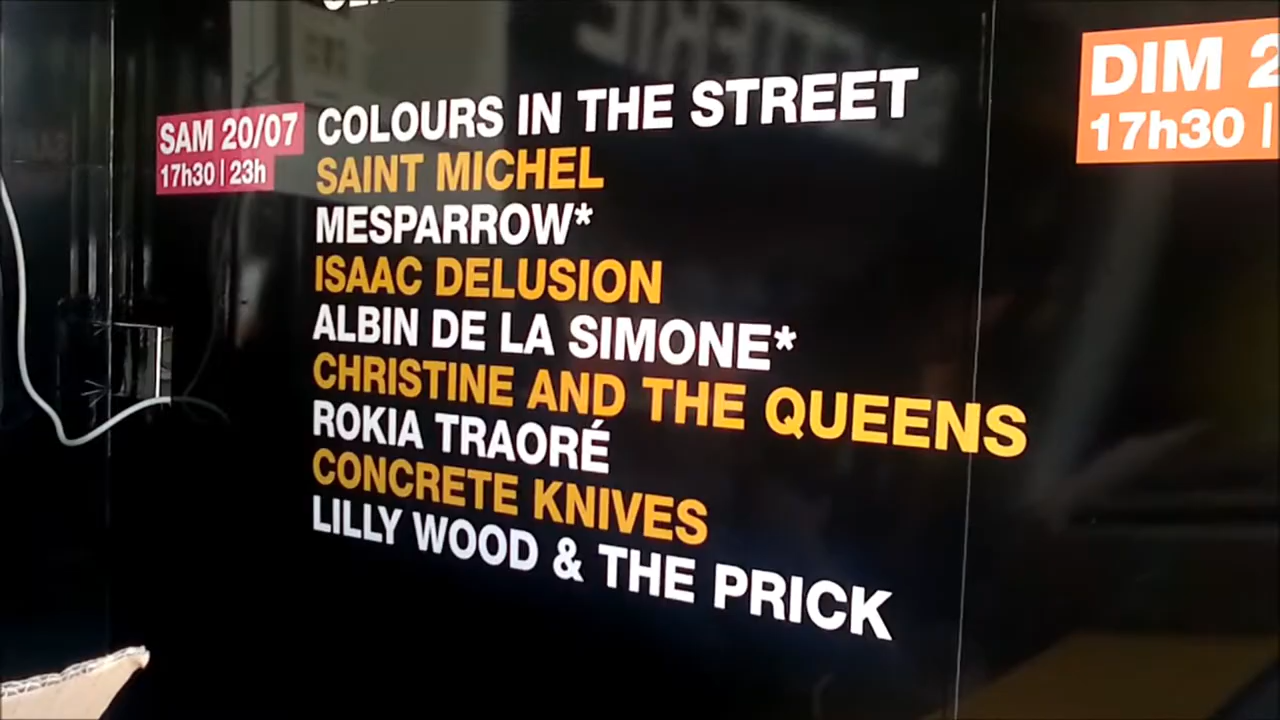 SAM 20/07
17h30 | 23h
COLOURS IN THE STREET
SAINT MICHEL
MESPARROW*
ISAAC DELUSION
ALBIN DE LA SIMONE*
CHRISTINE AND THE QUEENS
ROKIA TRAORÉ
CONCRETE KNIVES
LILLY WOOD & THE PRICK
DIM 2
17h30 |